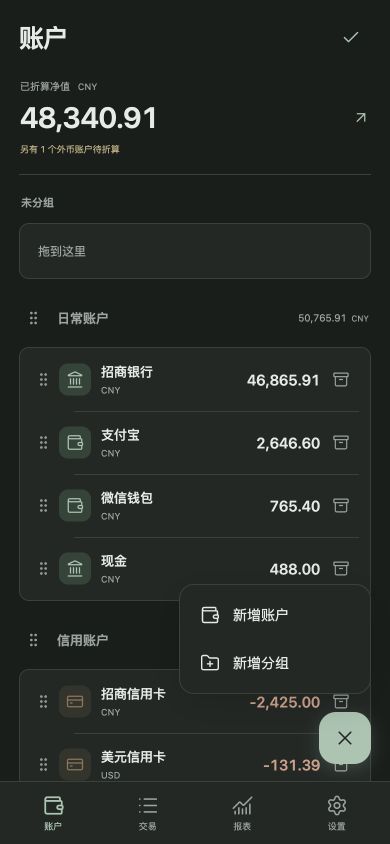 账户
已折算净值 CNY
48,340.91
另有 1 个外币账户待折算
未分组
拖到这里
日常账户 50,765.91 CNY
招商银行
CNY
46,865.91
支付宝
CNY
2,646.60
微信钱包
CNY
765.40
现金
CNY
488.00
新增账户
新增分组
信用账户
招商信用卡
CNY
-2,425.00
美元信用卡
USD
-131.39
账户 交易 报表 设置